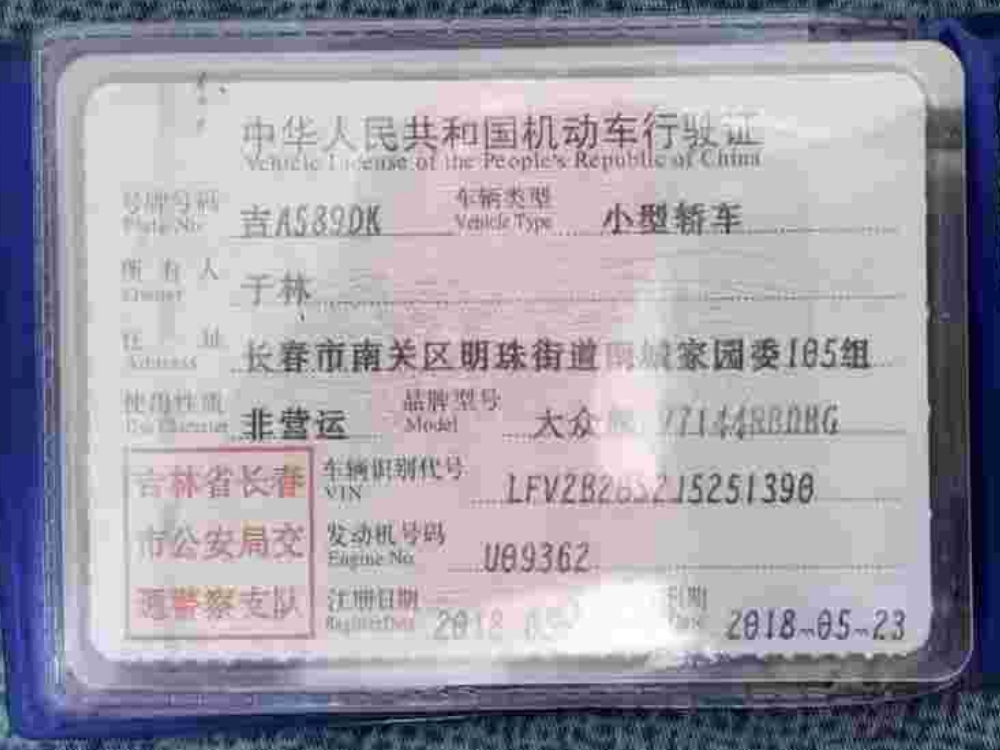 中华人民共和国机动车行驶证
Vehicle License of the People's Republic of China
号牌号码 吉A589DK 车辆类型 小型轿车
Plate No. Vehicle Type
所有人 于林
Owner
住址 长春市南关区明珠街道 家园委105组
Address
使用性质 非营运 品牌型号 大众
Use Character Model
吉林省长春 车辆识别代号
VIN
市公安局交 发动机号码 U09362
Engine No.
通警察支队 注册日期 2018 日期 2018-05-23
Register Date Date